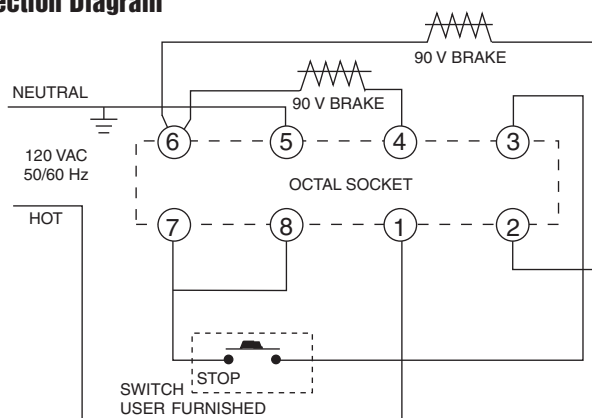 Connection Diagram
90 V BRAKE
NEUTRAL
90 V BRAKE
6 5 4 3
120 VAC
50/60 Hz
OCTAL SOCKET
HOT
7 8 1 2
STOP
SWITCH
USER FURNISHED